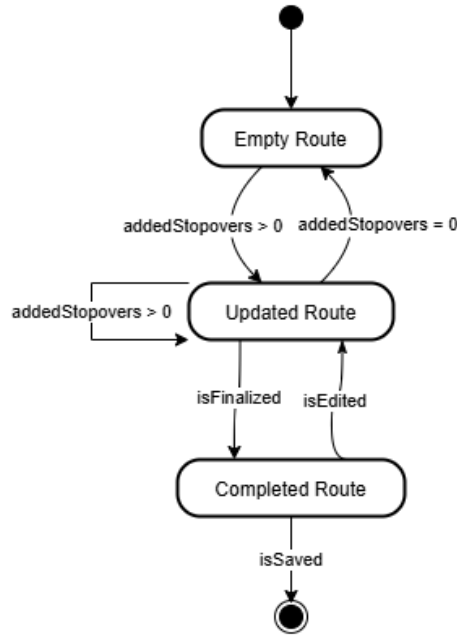 Empty Route
addedStopovers > 0
addedStopovers = 0
Updated Route
addedStopovers > 0
isFinalized
isEdited
Completed Route
isSaved